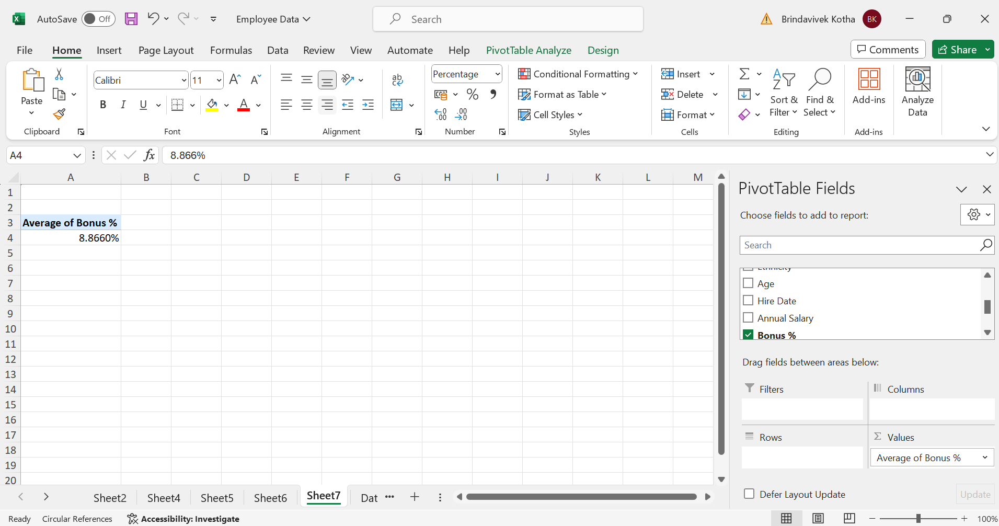 AutoSave Off Employee Data Search Brindavivek Kotha BK
File Home Insert Page Layout Formulas Data Review View Automate Help PivotTable Analyze Design Comments Share
Paste
Clipboard
Calibri 11
B I U A
Font
ab
Alignment
Percentage
% ,
Number
Conditional Formatting
Format as Table
Cell Styles
Styles
Insert
Delete
Format
Cells
Sort &
Filter
Find &
Select
Editing
Add-ins
Add-ins
Analyze
Data
A4 fx 8.866%
A B C D E F G H I J K L M
1
2
3 Average of Bonus %
4 8.8660%
5
6
7
8
9
10
11
12
13
14
15
16
17
18
19
20
PivotTable Fields
Choose fields to add to report:
Search
Ethnicity
Age
Hire Date
Annual Salary
Bonus %
Drag fields between areas below:
Filters
Columns
Rows
Σ Values
Average of Bonus %
Defer Layout Update Update
Sheet2 Sheet4 Sheet5 Sheet6 Sheet7 Dat
Ready Circular References Accessibility: Investigate 100%